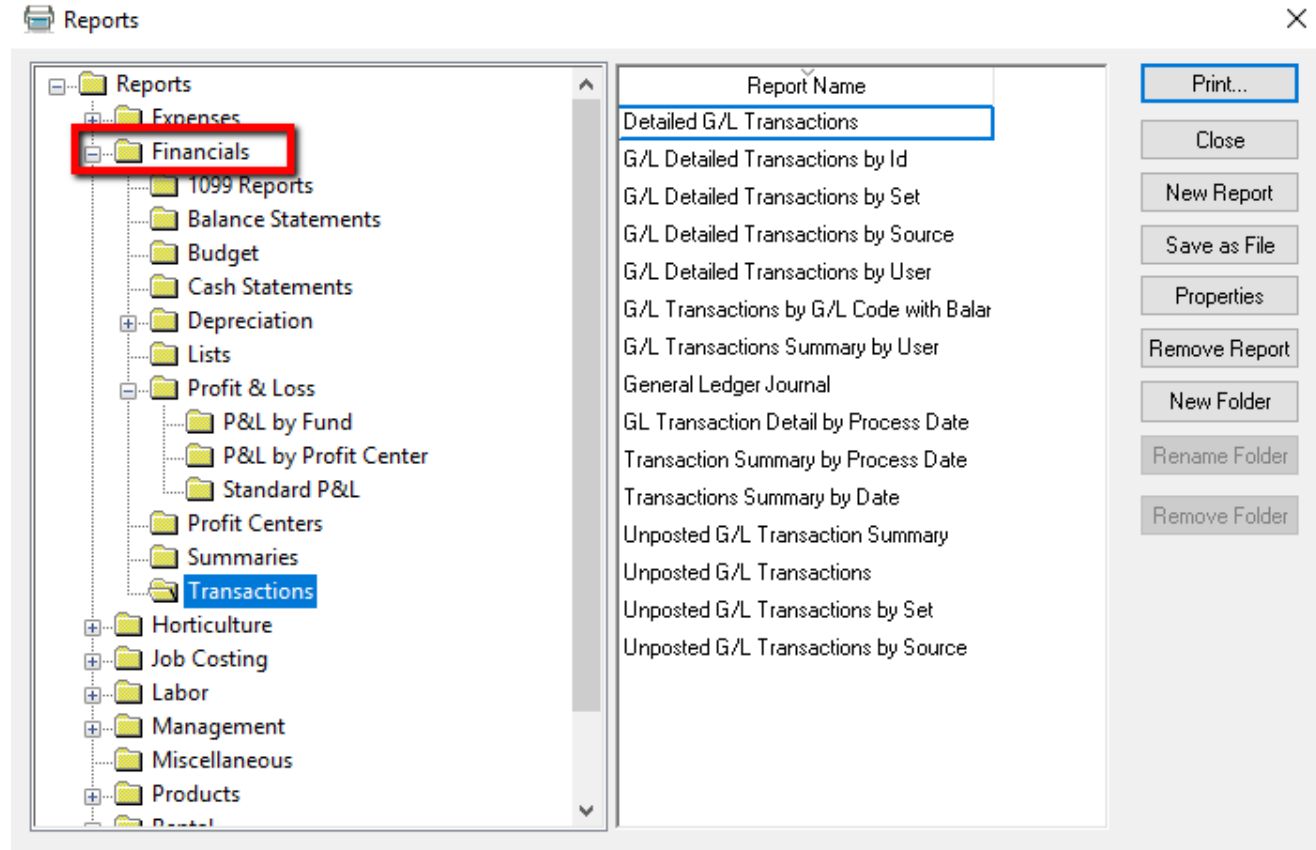 Reports
Reports
Expenses
Financials
1099 Reports
Balance Statements
Budget
Cash Statements
Depreciation
Lists
Profit & Loss
P&L by Fund
P&L by Profit Center
Standard P&L
Profit Centers
Summaries
Transactions
Horticulture
Job Costing
Labor
Management
Miscellaneous
Products
Rental
Report Name
Detailed G/L Transactions
G/L Detailed Transactions by Id
G/L Detailed Transactions by Set
G/L Detailed Transactions by Source
G/L Detailed Transactions by User
G/L Transactions by G/L Code with Balar
G/L Transactions Summary by User
General Ledger Journal
GL Transaction Detail by Process Date
Transaction Summary by Process Date
Transactions Summary by Date
Unposted G/L Transaction Summary
Unposted G/L Transactions
Unposted G/L Transactions by Set
Unposted G/L Transactions by Source
Print...
Close
New Report
Save as File
Properties
Remove Report
New Folder
Rename Folder
Remove Folder